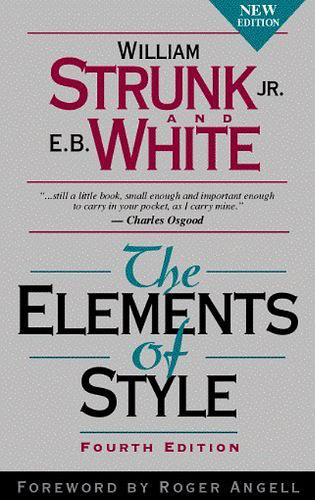 NEW
EDITION
WILLIAM
STRUNK JR.
AND
E.B. WHITE
"...still a little book, small enough and important enough
to carry in your pocket, as I carry mine."
— Charles Osgood
The
ELEMENTS
of
STYLE
FOURTH EDITION
FOREWORD BY ROGER ANGELL